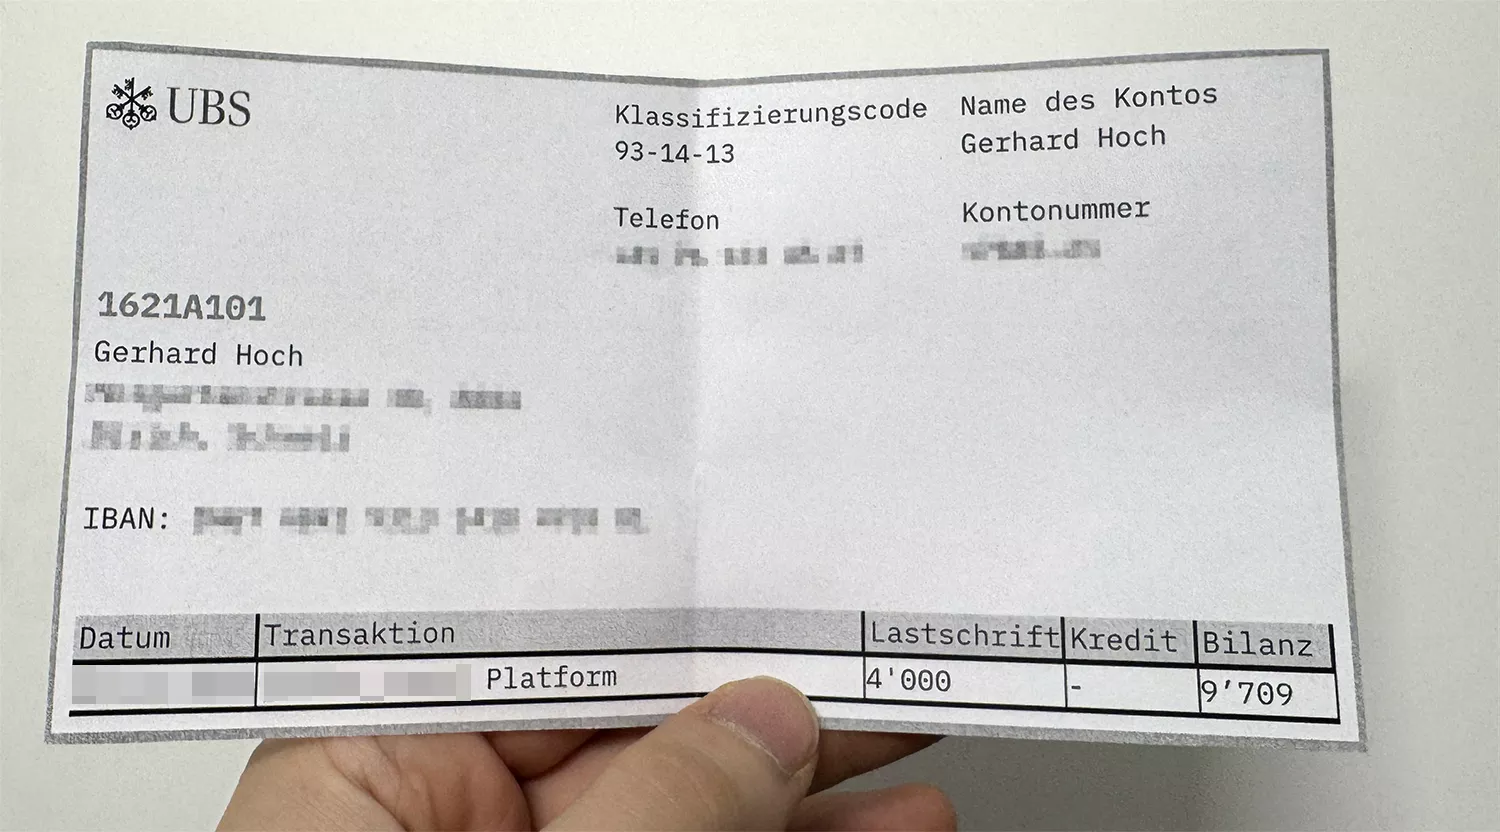 UBS
Klassifizierungscode
93-14-13
Name des Kontos
Gerhard Hoch
Telefon
Kontonummer
1621A101
Gerhard Hoch
IBAN:
Datum Transaktion Lastschrift Kredit Bilanz
Platform 4'000 - 9’709